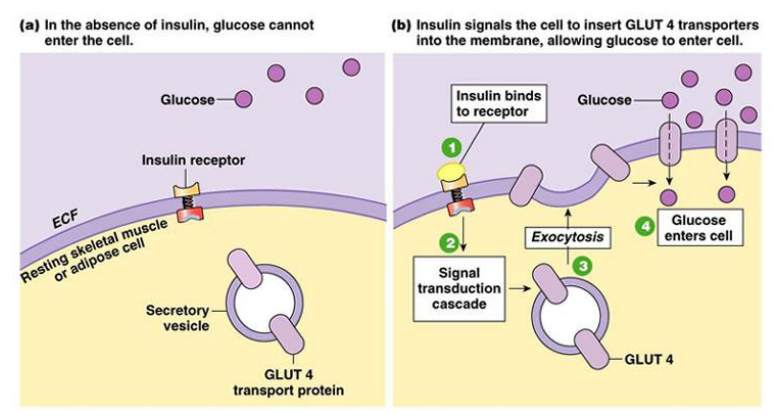 (a) In the absence of insulin, glucose cannot
enter the cell.
Glucose
Insulin receptor
ECF
Resting skeletal muscle
or adipose cell
Secretory
vesicle
GLUT 4
transport protein
(b) Insulin signals the cell to insert GLUT 4 transporters
into the membrane, allowing glucose to enter cell.
Insulin binds
to receptor
Glucose
1
2
Signal
transduction
cascade
Exocytosis
3
4
Glucose
enters cell
GLUT 4